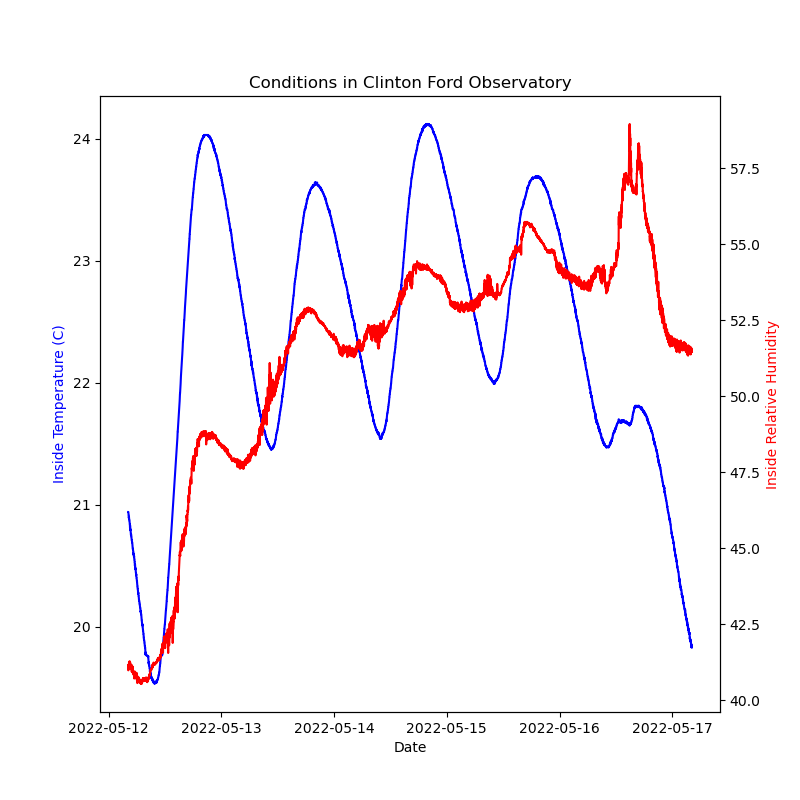 Conditions in Clinton Ford Observatory
24
23
22
21
20
Inside Temperature (C)
57.5
55.0
52.5
50.0
47.5
45.0
42.5
40.0
Inside Relative Humidity
2022-05-12 2022-05-13 2022-05-14 2022-05-15 2022-05-16 2022-05-17
Date